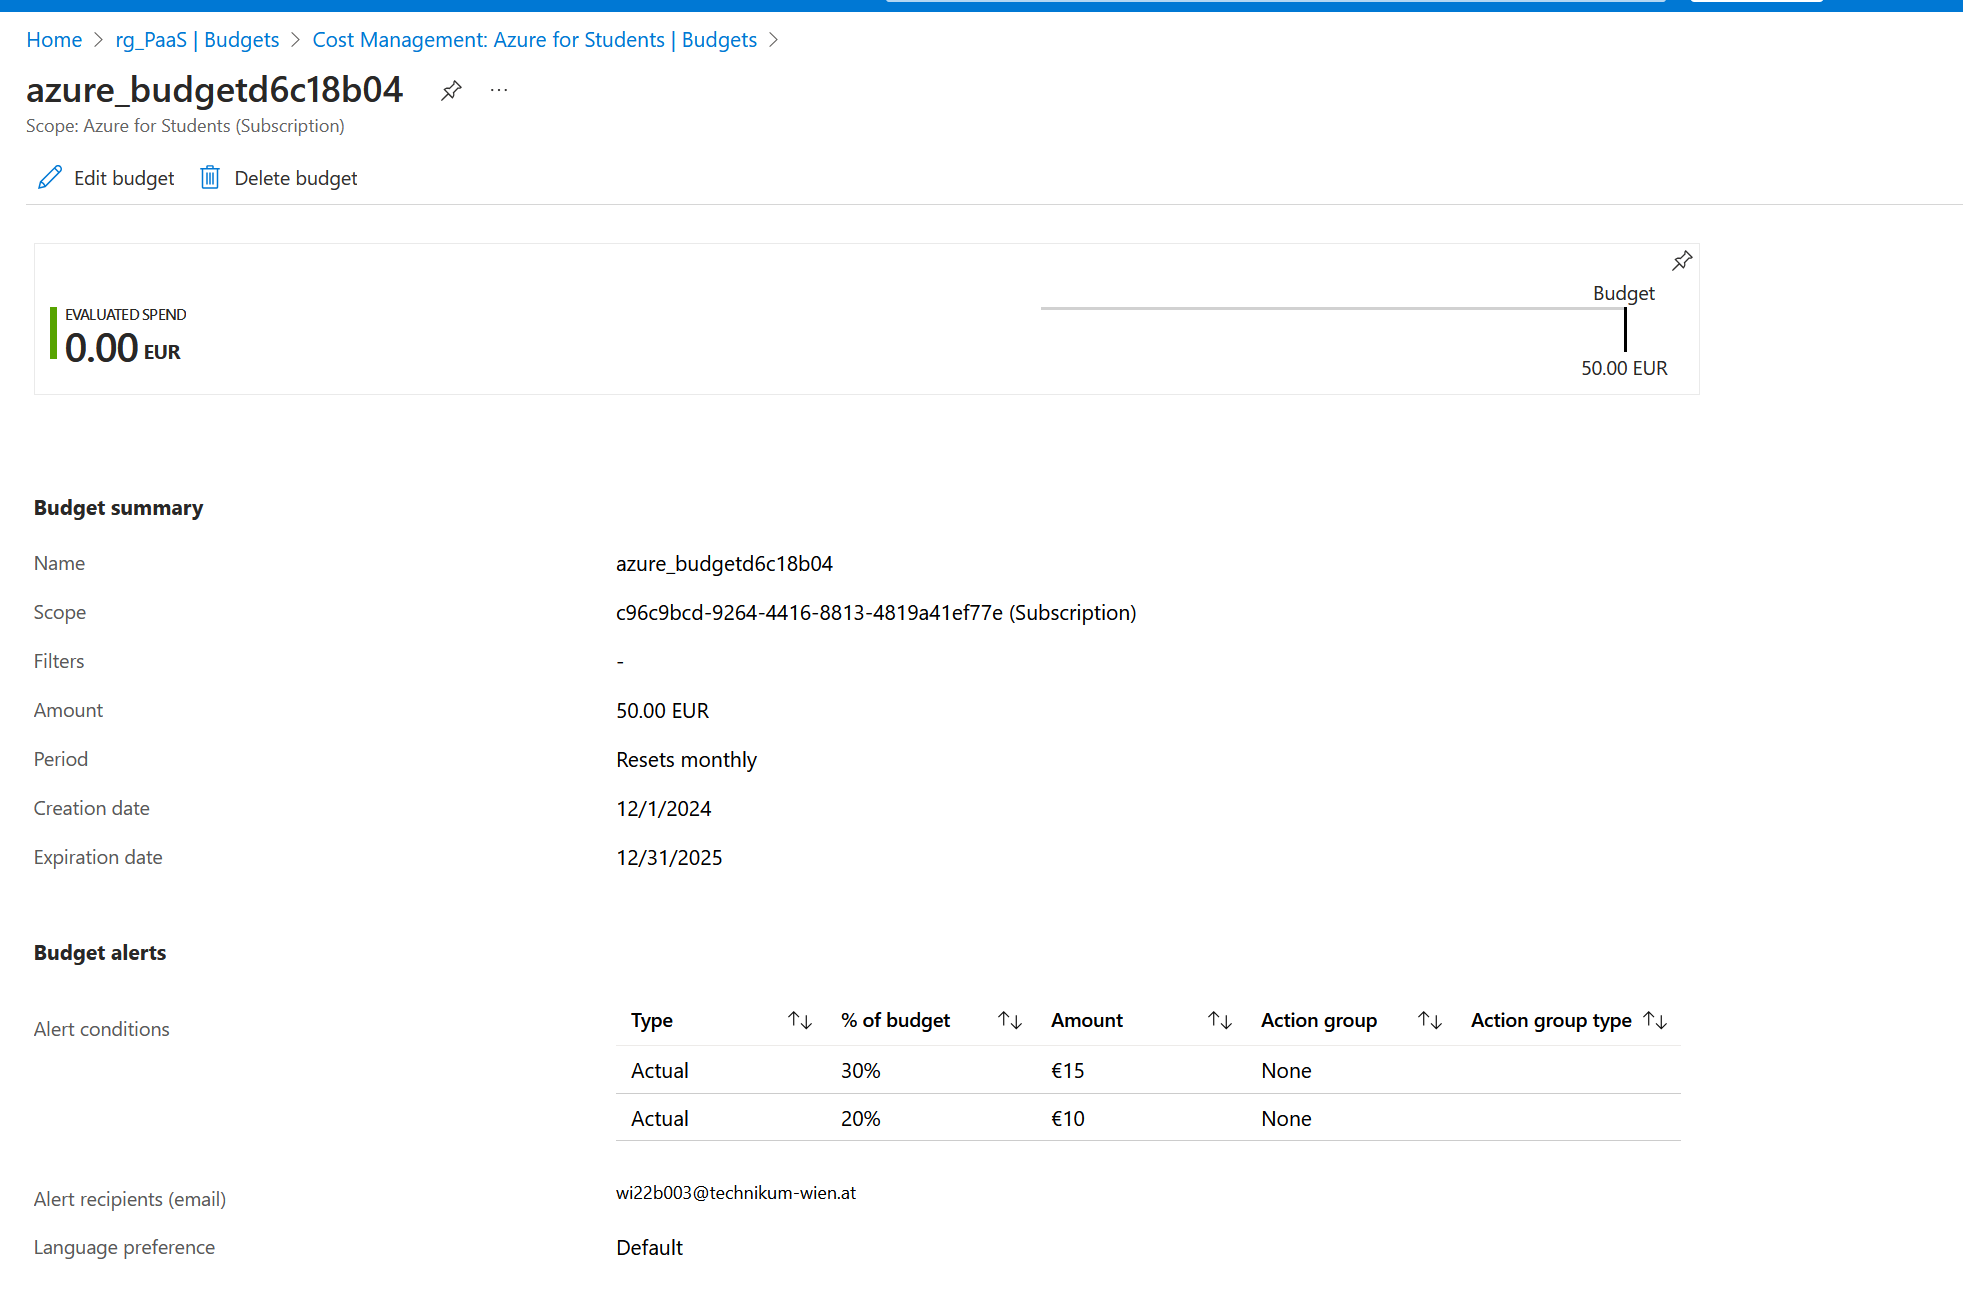 Home > rg_PaaS | Budgets > Cost Management: Azure for Students | Budgets >
azure_budgetd6c18b04 ...
Scope: Azure for Students (Subscription)
Edit budget Delete budget
Budget
EVALUATED SPEND
0.00 EUR
50.00 EUR
Budget summary
Name azure_budgetd6c18b04
Scope c96c9bcd-9264-4416-8813-4819a41ef77e (Subscription)
Filters -
Amount 50.00 EUR
Period Resets monthly
Creation date 12/1/2024
Expiration date 12/31/2025
Budget alerts
Alert conditions
Type ↑↓ % of budget ↑↓ Amount ↑↓ Action group ↑↓ Action group type ↑↓
Actual 30% €15 None
Actual 20% €10 None
Alert recipients (email) wi22b003@technikum-wien.at
Language preference Default